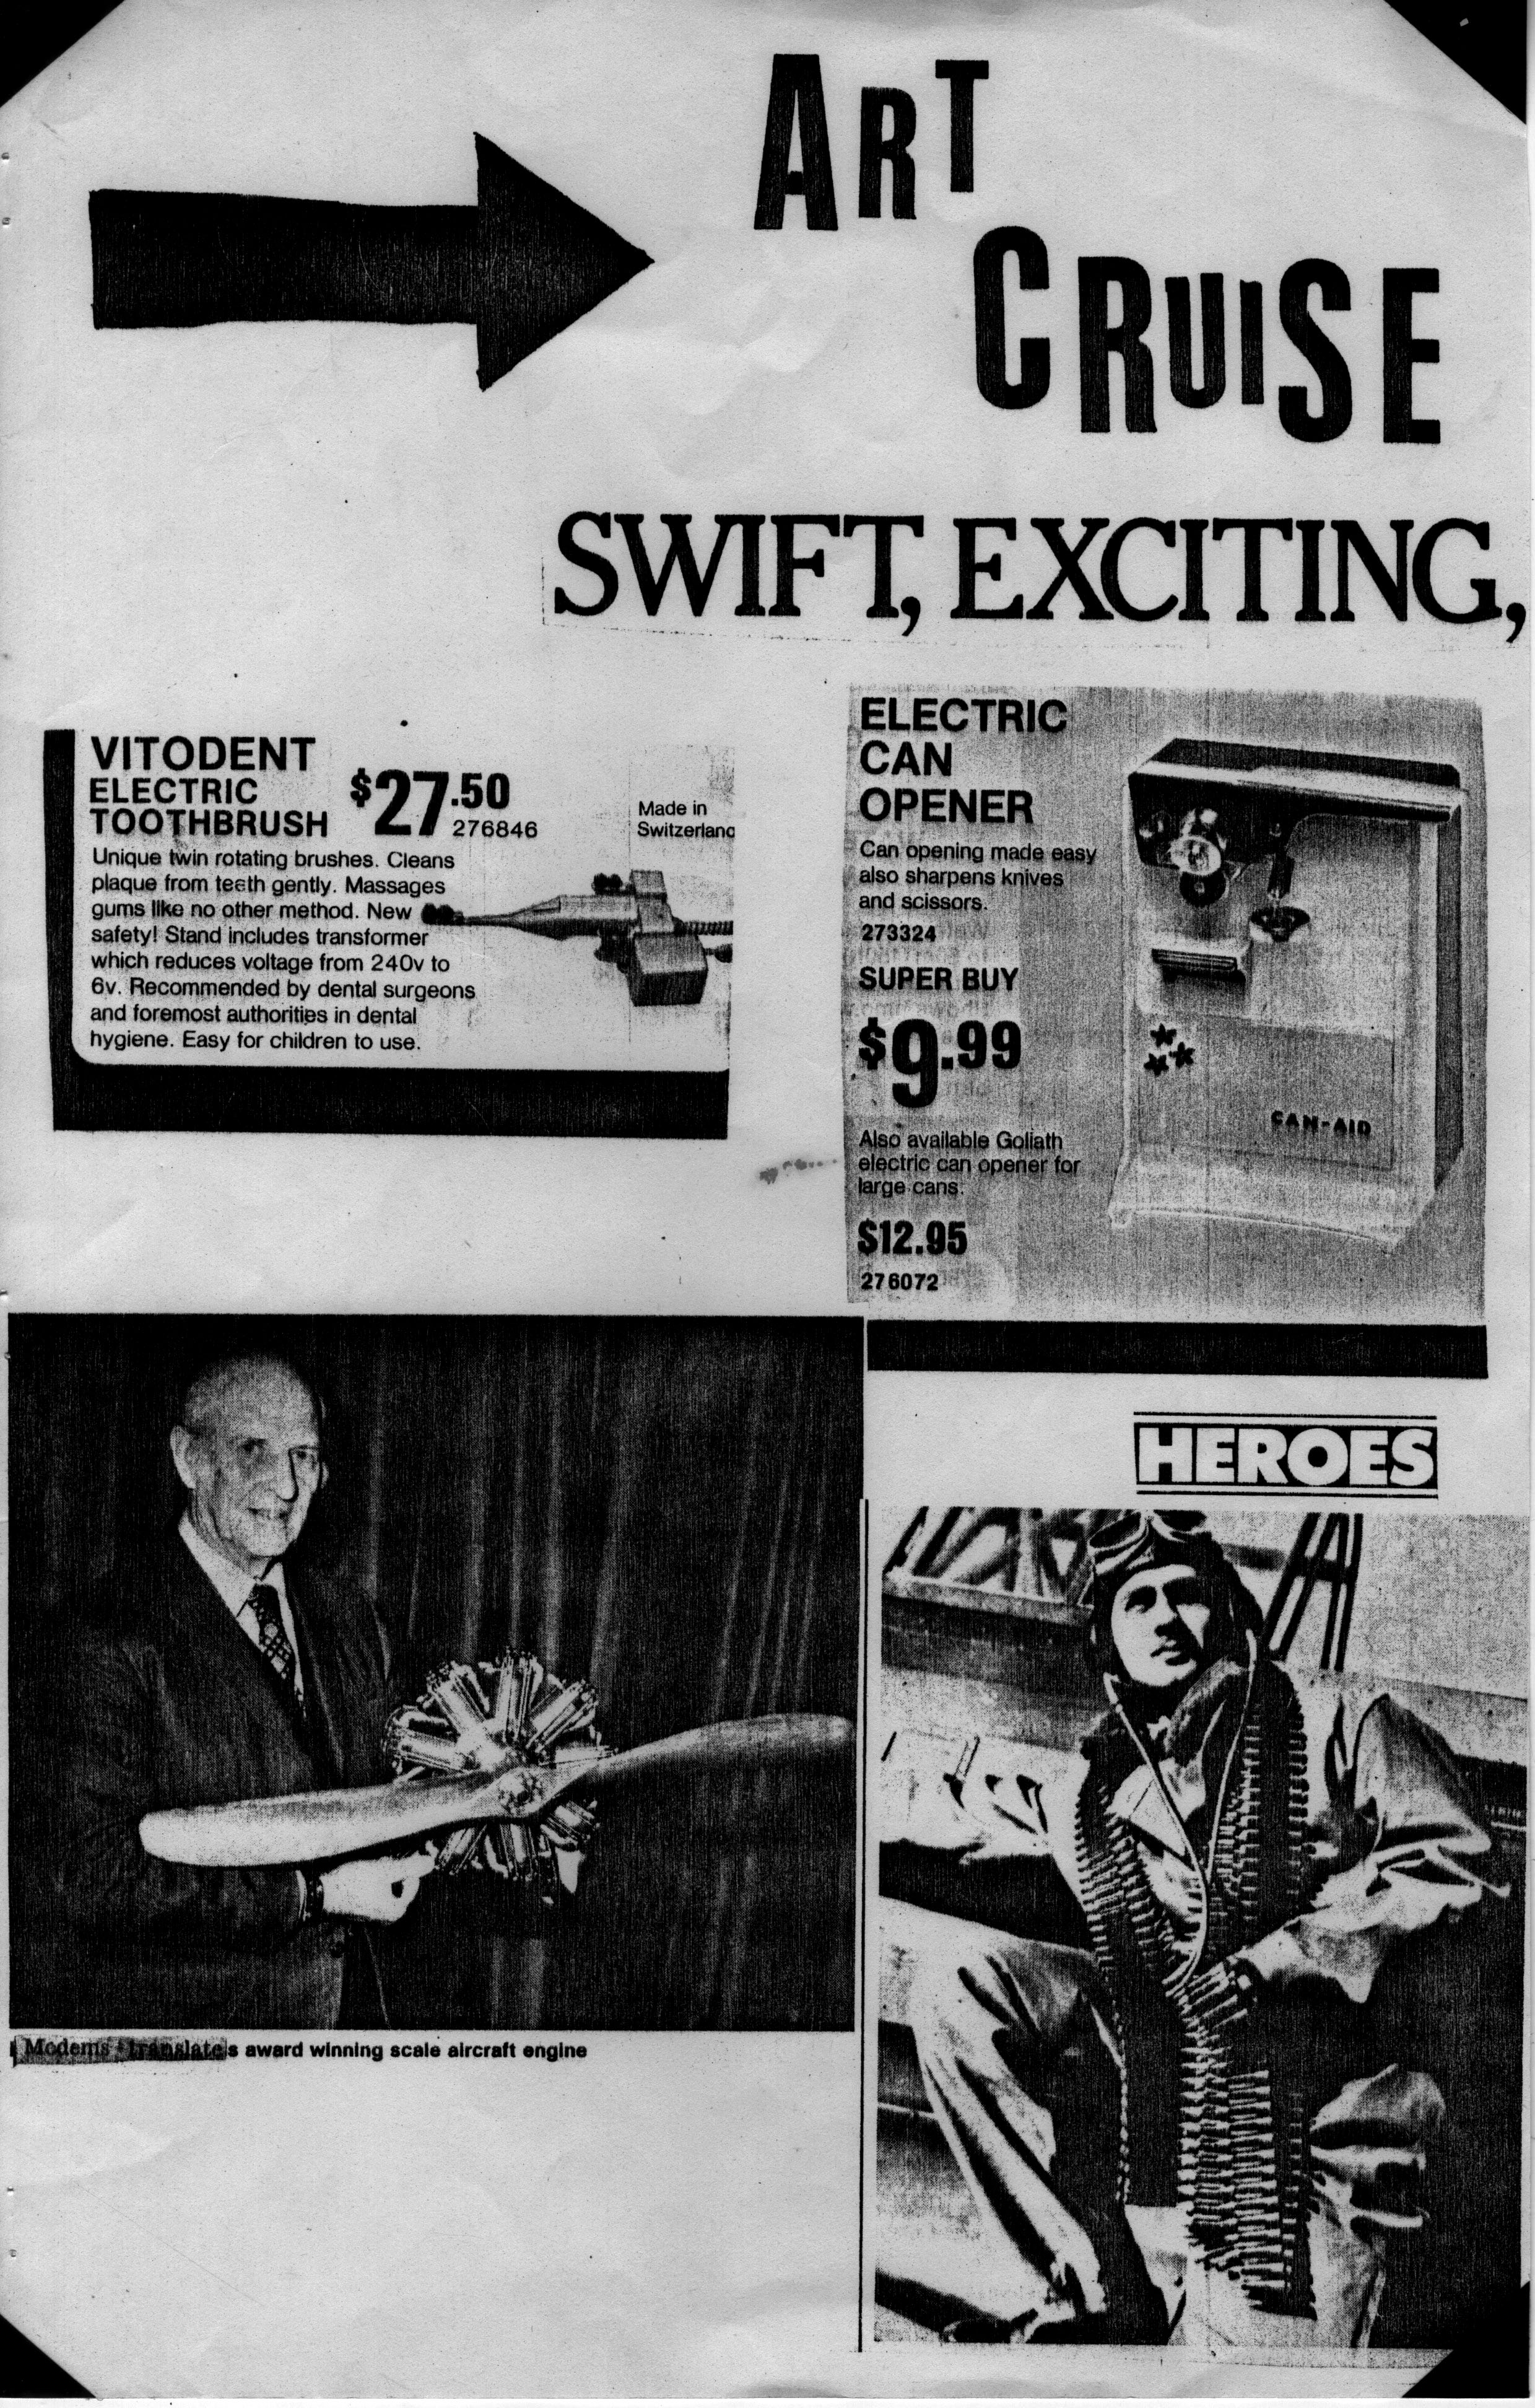 ART
CRUISE
SWIFT, EXCITING,
VITODENT
ELECTRIC
TOOTHBRUSH
$27.50
276846
Made in
Switzerland
Unique twin rotating brushes. Cleans
plaque from teeth gently. Massages
gums like no other method. New
safety! Stand includes transformer
which reduces voltage from 240v to
6v. Recommended by dental surgeons
and foremost authorities in dental
hygiene. Easy for children to use.
ELECTRIC
CAN
OPENER
Can opening made easy
also sharpens knives
and scissors.
273324
SUPER BUY
$9.99
Also available Goliath
electric can opener for
large cans.
$12.95
276072
CAN-AID
HEROES
Modems translates award winning scale aircraft engine